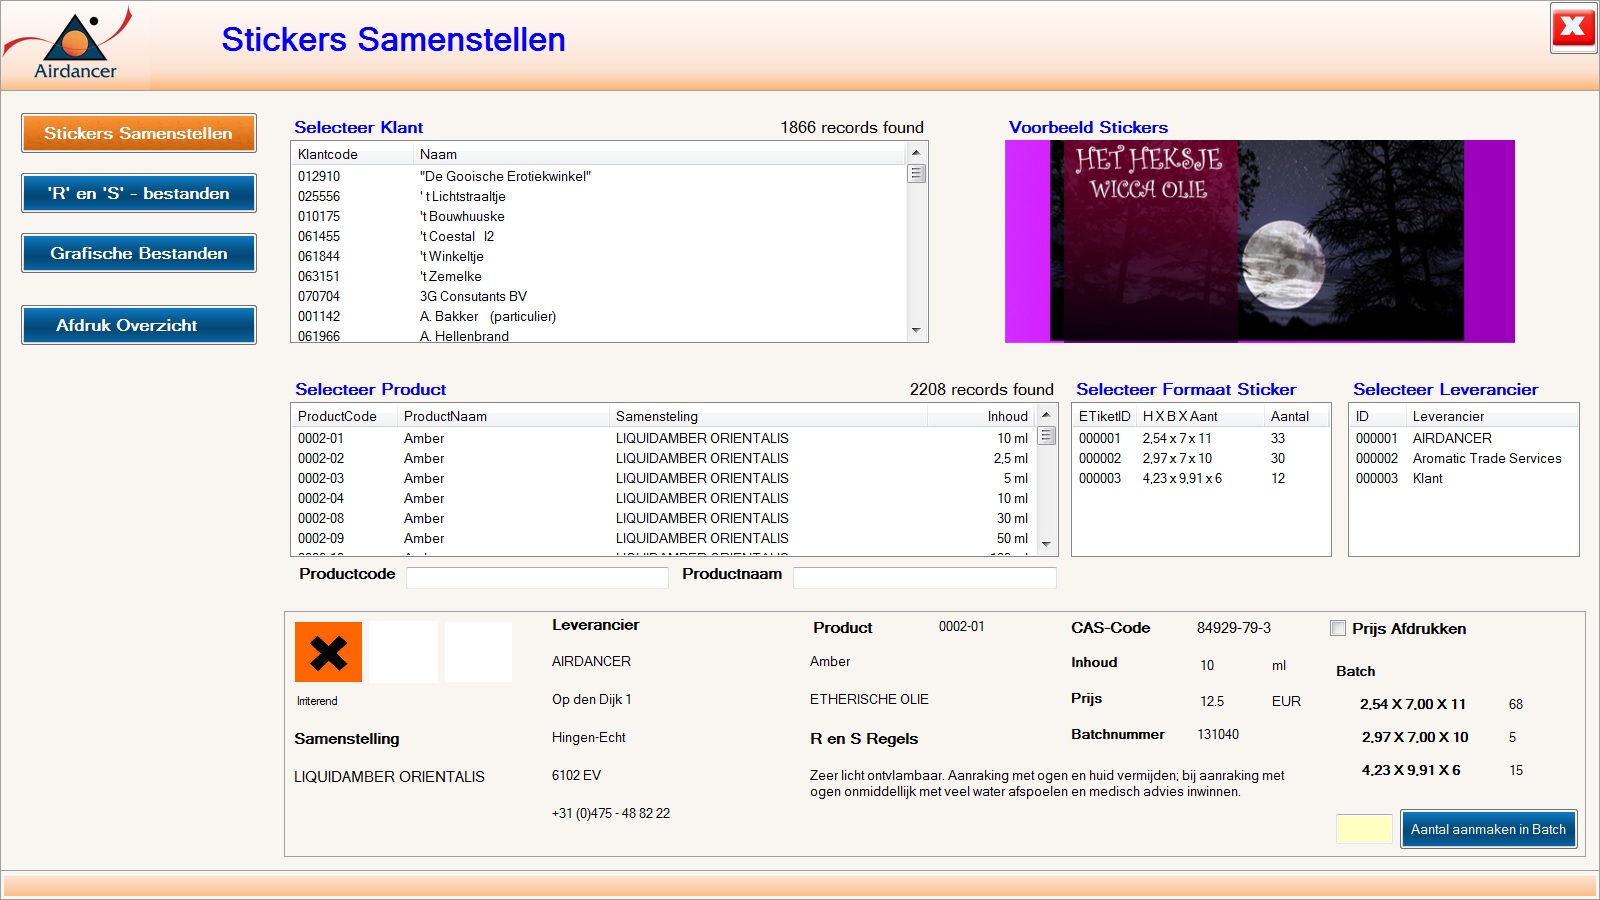 Airdancer
Stickers Samenstellen
Stickers Samenstellen
'R' en 'S' - bestanden
Grafische Bestanden
Afdruk Overzicht
Selecteer Klant 1866 records found
Klantcode Naam
012910 "De Gooische Erotiekwinkel"
025556 ' t Lichtstraaltje
010175 't Bouwhuuske
061455 't Coestal l2
061844 't Winkeltje
063151 't Zemelke
070704 3G Consutants BV
001142 A. Bakker (particulier)
061966 A. Hellenbrand
Voorbeeld Stickers
HET HEKSJE
WICCA OLIE
Selecteer Product 2208 records found
ProductCode ProductNaam Samensteling Inhoud
0002-01 Amber LIQUIDAMBER ORIENTALIS 10 ml
0002-02 Amber LIQUIDAMBER ORIENTALIS 2,5 ml
0002-03 Amber LIQUIDAMBER ORIENTALIS 5 ml
0002-04 Amber LIQUIDAMBER ORIENTALIS 10 ml
0002-08 Amber LIQUIDAMBER ORIENTALIS 30 ml
0002-09 Amber LIQUIDAMBER ORIENTALIS 50 ml
Selecteer Formaat Sticker
ETiketID H X B X Aant Aantal
000001 2,54 x 7 x 11 33
000002 2,97 x 7 x 10 30
000003 4,23 x 9,91 x 6 12
Selecteer Leverancier
ID Leverancier
000001 AIRDANCER
000002 Aromatic Trade Services
000003 Klant
Productcode Productnaam
Irriterend
Samenstelling
LIQUIDAMBER ORIENTALIS
Leverancier
AIRDANCER
Op den Dijk 1
Hingen-Echt
6102 EV
+31 (0)475 - 48 82 22
Product 0002-01
Amber
ETHERISCHE OLIE
R en S Regels
Zeer licht ontvlambaar. Aanraking met ogen en huid vermijden; bij aanraking met
ogen onmiddellijk met veel water afspoelen en medisch advies inwinnen.
CAS-Code 84929-79-3
Inhoud 10 ml
Prijs 12.5 EUR
Batchnummer 131040
Prijs Afdrukken
Batch
2,54 X 7,00 X 11 68
2,97 X 7,00 X 10 5
4,23 X 9,91 X 6 15
Aantal aanmaken in Batch